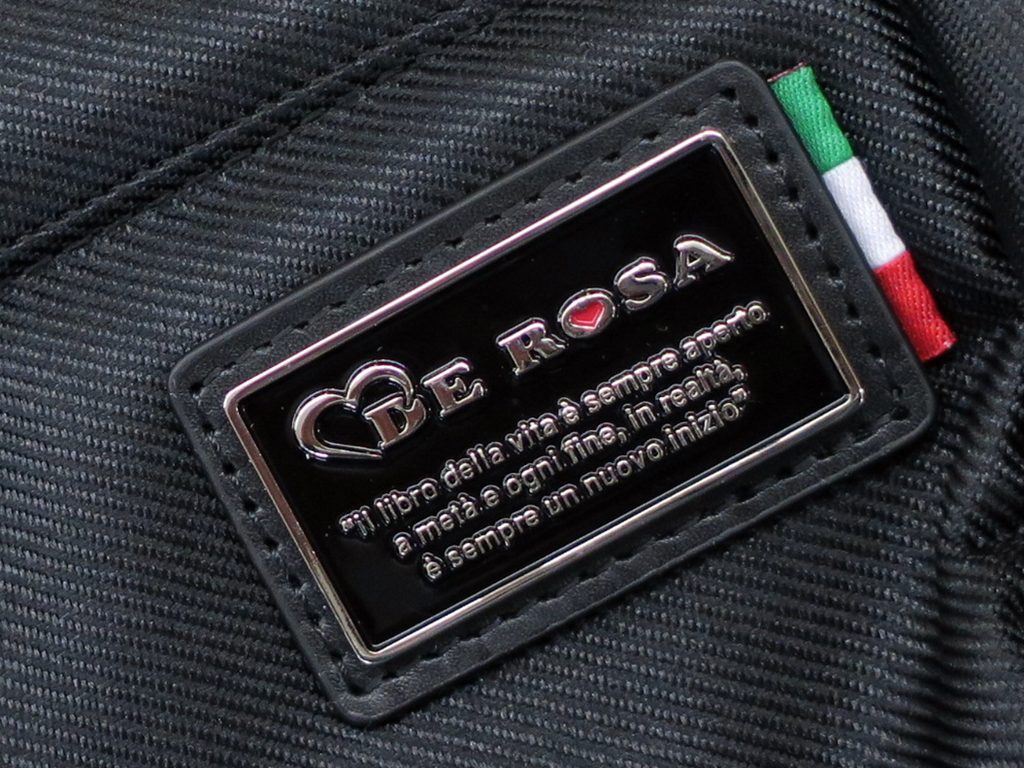 DE ROSA
"il libro della vita è sempre aperto
a metà e ogni fine, in realtà,
è sempre un nuovo inizio."